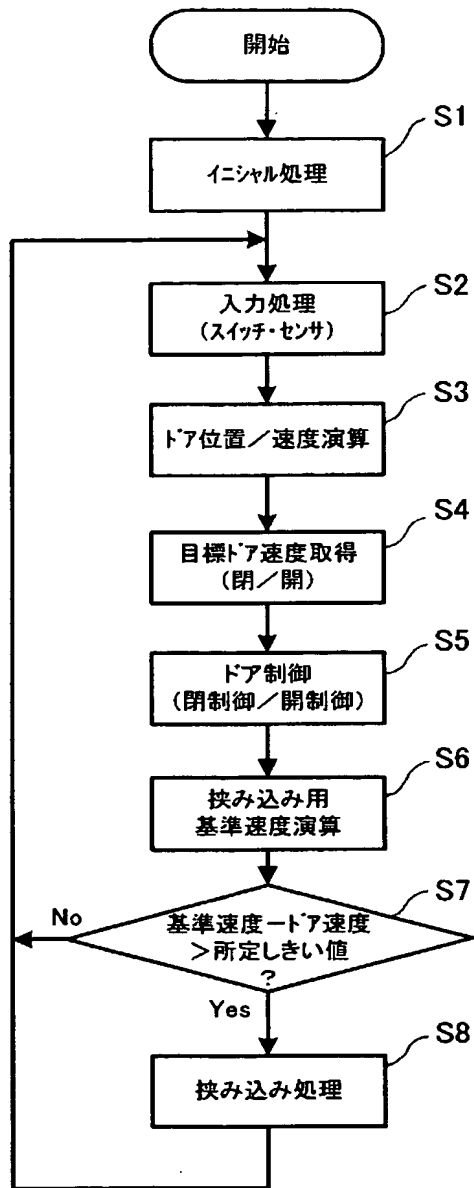 開始
S1
イニシャル処理
S2
入力処理
(スイッチ・センサ)
S3
ドア位置／速度演算
S4
目標ドア速度取得
(閉／開)
S5
ドア制御
(閉制御／開制御)
S6
挟み込み用
基準速度演算
S7
No
基準速度ードア速度
>所定しきい値
?
Yes
S8
挟み込み処理